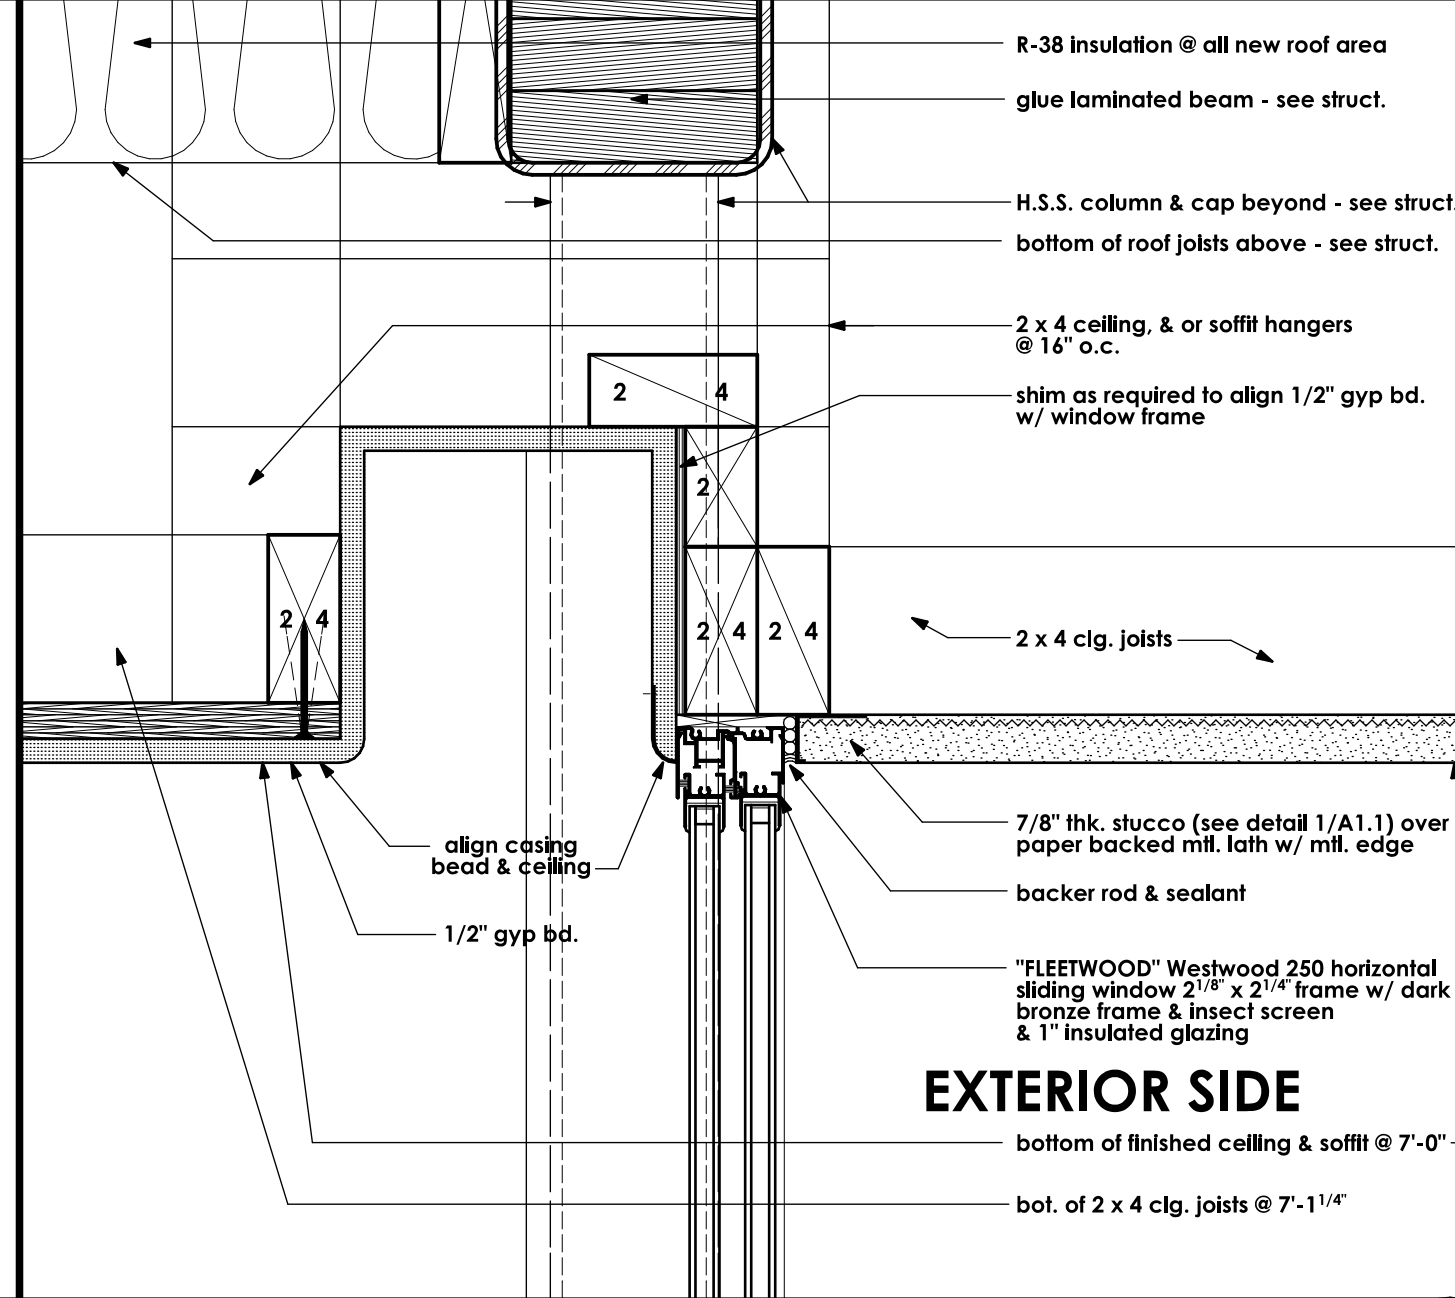 R-38 insulation @ all new roof area
glue laminated beam - see struct.
H.S.S. column & cap beyond - see struct.
bottom of roof joists above - see struct.
2 x 4 ceiling, & or soffit hangers
@ 16" o.c.
2 4
shim as required to align 1/2" gyp bd.
w/ window frame
2
2 4
2 4 2 4
2 x 4 clg. joists
7/8" thk. stucco (see detail 1/A1.1) over
paper backed mtl. lath w/ mtl. edge
align casing
bead & ceiling
backer rod & sealant
1/2" gyp bd.
"FLEETWOOD" Westwood 250 horizontal
sliding window 2 1/8" x 2 1/4" frame w/ dark
bronze frame & insect screen
& 1" insulated glazing
EXTERIOR SIDE
bottom of finished ceiling & soffit @ 7'-0"
bot. of 2 x 4 clg. joists @ 7'-1 1/4"